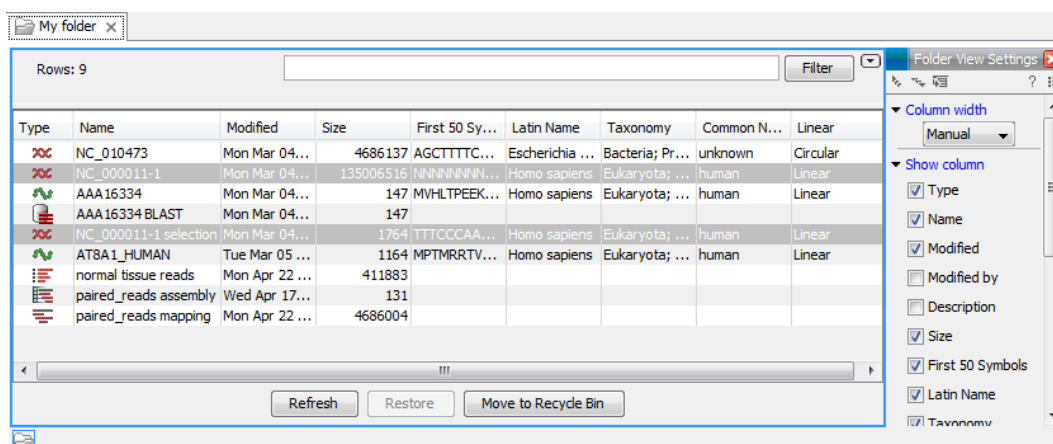 My folder
Rows: 9 Filter Folder View Settings
Column width
Manual
Type Name Modified Size First 50 Sy... Latin Name Taxonomy Common N... Linear
NC_010473 Mon Mar 04... 4686137 AGCTTTTC... Escherichia ... Bacteria; Pr... unknown Circular
NC_000011-1 Mon Mar 04... 135006516 NNNNNNNN... Homo sapiens Eukaryota; ... human Linear
AAA16334 Mon Mar 04... 147 MVHLTPEEK... Homo sapiens Eukaryota; ... human Linear
AAA16334 BLAST Mon Mar 04... 147
NC_000011-1 selection Mon Mar 04... 1764 TTTCCCAA... Homo sapiens Eukaryota; ... human Linear
AT8A1_HUMAN Tue Mar 05 ... 1164 MPTMRRTV... Homo sapiens Eukaryota; ... human Linear
normal tissue reads Mon Apr 22 ... 411883
paired_reads assembly Wed Apr 17... 131
paired_reads mapping Mon Apr 22 ... 4686004
Show column
Type
Name
Modified
Modified by
Description
Size
First 50 Symbols
Latin Name
Taxonomy
Refresh Restore Move to Recycle Bin